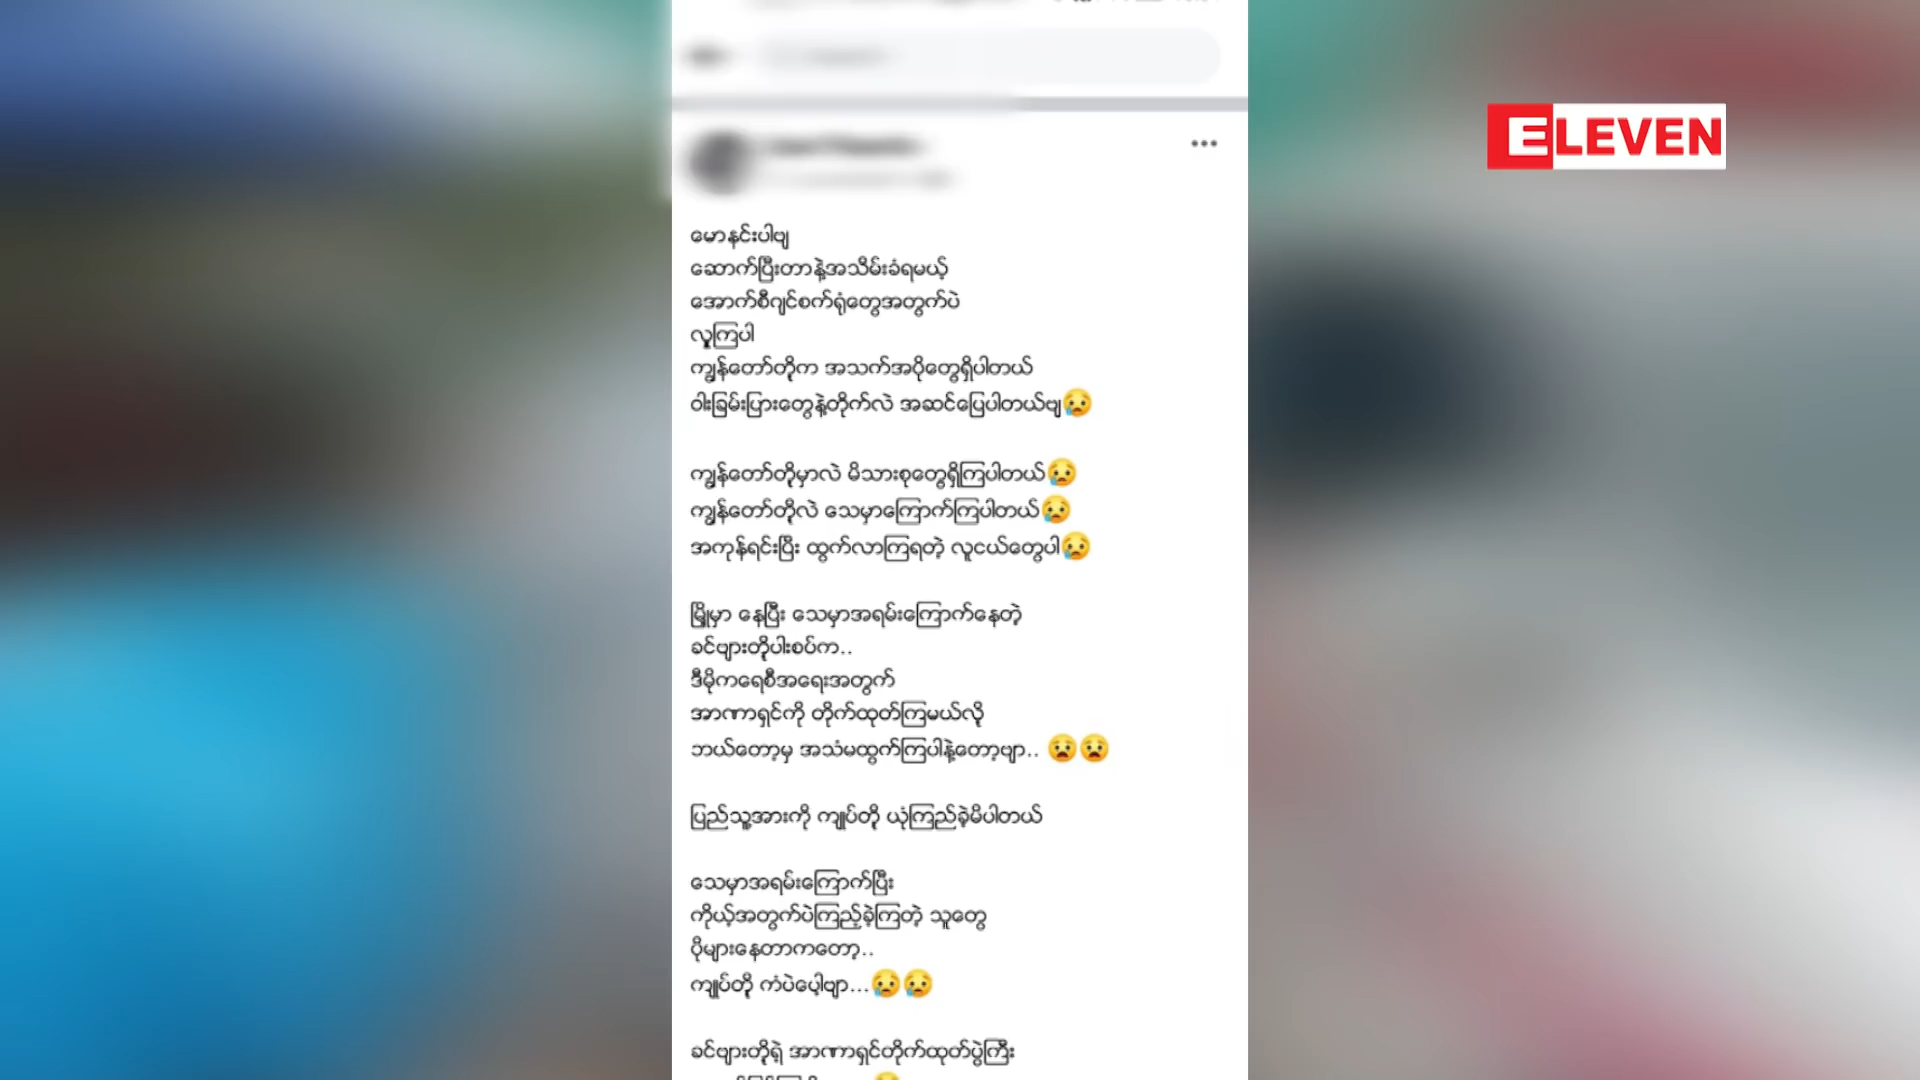 ELEVEN
မောနင်းပါဗျ
ဆောက်ပြီးတာနဲ့အသိမ်းခံရမယ့်
အောက်စီဂျင်စက်ရုံတွေအတွက်ပဲ
လှူကြပါ
ကျွန်တော်တို့က အသက်အပိုတွေရှိပါတယ်
ဝါးခြမ်းပြားတွေနဲ့တိုက်လဲ အဆင်ပြေပါတယ်ဗျ😥
ကျွန်တော်တို့မှာလဲ မိသားစုတွေရှိကြပါတယ်😥
ကျွန်တော်တို့လဲ သေမှာကြောက်ကြပါတယ်😥
အကုန်ရင်းပြီး ထွက်လာကြရတဲ့ လူငယ်တွေပါ😥
မြို့မှာ နေပြီး သေမှာအရမ်းကြောက်နေတဲ့
ခင်ဗျားတို့ပါးစပ်က..
ဒီမိုကရေစီအရေးအတွက်
အာဏာရှင်ကို တိုက်ထုတ်ကြမယ်လို့
ဘယ်တော့မှ အသံမထွက်ကြပါနဲ့တော့ဗျာ.. 😧😧
ပြည်သူ့အားကို ကျုပ်တို့ ယုံကြည်ခဲ့မိပါတယ်
သေမှာအရမ်းကြောက်ပြီး
ကိုယ့်အတွက်ပဲကြည့်ခဲ့ကြတဲ့ သူတွေ
ပိုများနေတာကတော့..
ကျုပ်တို့ ကံပဲပေါ့ဗျာ...😥😥
ခင်ဗျားတို့ရဲ့ အာဏာရှင်တိုက်ထုတ်ပွဲကြီး